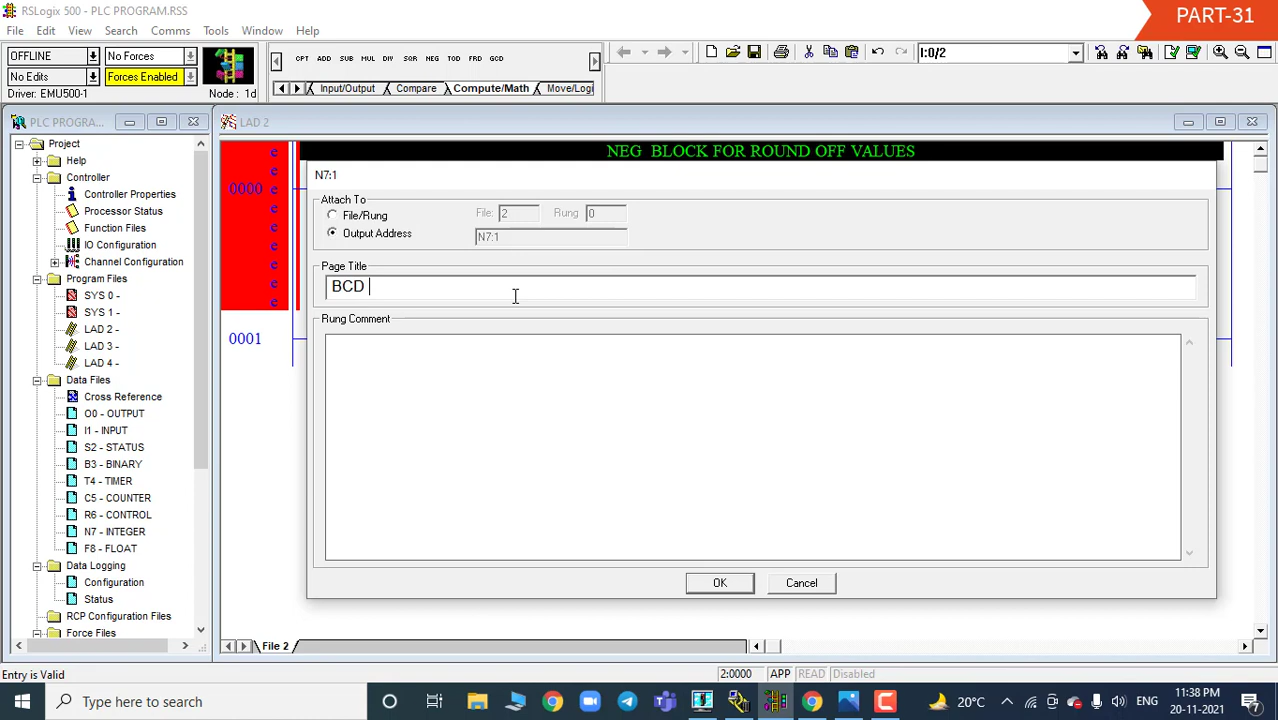 RSLogix 500 - PLC PROGRAM.RSS
PART-31
File Edit View Search Comms Tools Window Help
OFFLINE
No Forces
No Edits
Forces Enabled
Driver: EMU500-1
Node : 1d
CPT ADD SUB MUL DIV SQR NEG TOD FRD GCD
Input/Output Compare Compute/Math Move/Logi
I:0/2
PLC PROGRA...
LAD 2
Project
Help
Controller
Controller Properties
Processor Status
Function Files
IO Configuration
Channel Configuration
Program Files
SYS 0 -
SYS 1 -
LAD 2 -
LAD 3 -
LAD 4 -
Data Files
Cross Reference
O0 - OUTPUT
I1 - INPUT
S2 - STATUS
B3 - BINARY
T4 - TIMER
C5 - COUNTER
R6 - CONTROL
N7 - INTEGER
F8 - FLOAT
Data Logging
Configuration
Status
RCP Configuration Files
Force Files
NEG BLOCK FOR ROUND OFF VALUES
e
e
0000 e
e
e
e
e
e
e
0001
N7:1
Attach To
File/Rung
File: 2 Rung 0
Output Address
N7:1
Page Title
BCD
Rung Comment
OK
Cancel
File 2
Entry is Valid
2:0000 APP READ Disabled
Type here to search
20°C
ENG
11:38 PM
20-11-2021
7